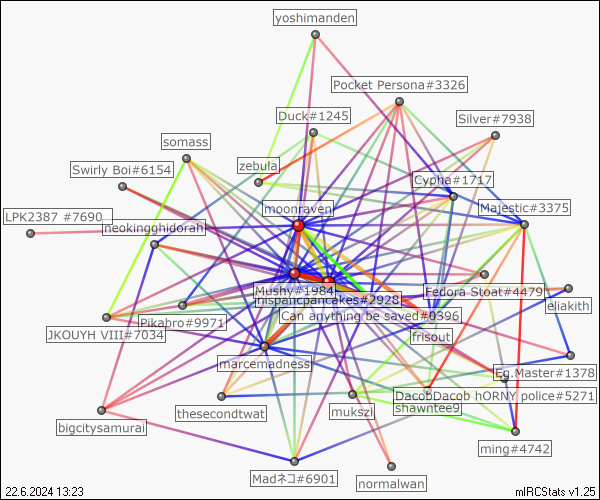 yoshimanden
Pocket Persona#3326
Duck#1245
Silver#7938
somass
zebula
Swirly Boi#6154
Cypha#1717
moonraven
Majestic#3375
LPK2387 #7690
neokingghidorah
Mushy#1984
Fedora Stoat#4479
hispanicpancakes#2928
eliakith
Can anything be saved#0396
Pikabro#9971
JKOUYH VIII#7034
frisout
marcemadness
Eg.Master#1378
DacobDacob hORNY police#5271
shawntee9
thesecondtwat
mukszi
bigcitysamurai
ming#4742
Madネコ#6901
normalwan
22.6.2024 13:23
mIRCStats v1.25